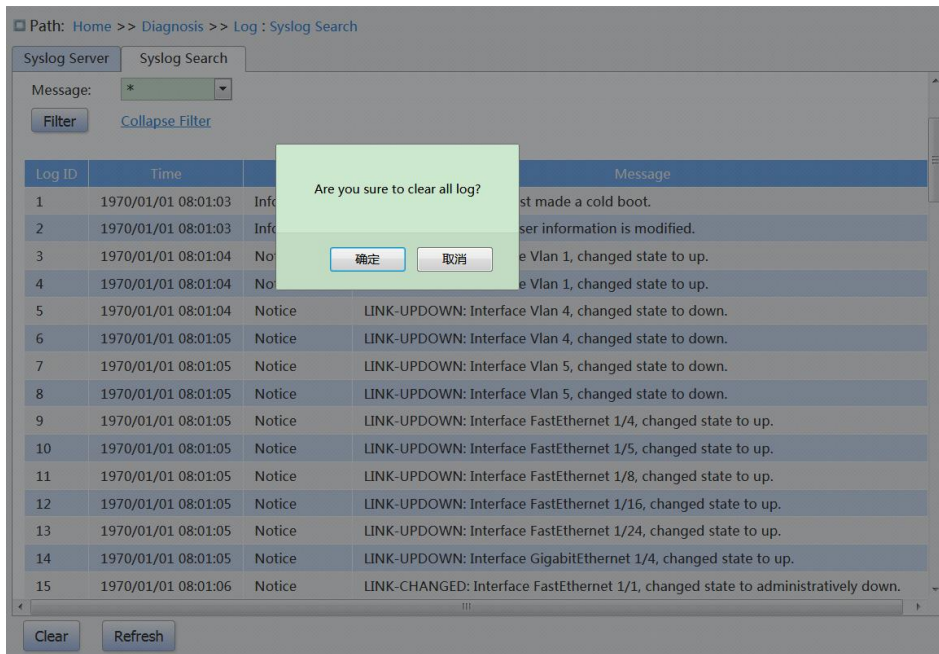 Path: Home >> Diagnosis >> Log : Syslog Search
Syslog Server Syslog Search
Message: *
Filter Collapse Filter
Log ID Time Message
Are you sure to clear all log?
确定 取消
1 1970/01/01 08:01:03 made a cold boot.
2 1970/01/01 08:01:03 information is modified.
3 1970/01/01 08:01:04 Vlan 1, changed state to up.
4 1970/01/01 08:01:04 Vlan 1, changed state to up.
5 1970/01/01 08:01:04 Notice LINK-UPDOWN: Interface Vlan 4, changed state to down.
6 1970/01/01 08:01:05 Notice LINK-UPDOWN: Interface Vlan 4, changed state to down.
7 1970/01/01 08:01:05 Notice LINK-UPDOWN: Interface Vlan 5, changed state to down.
8 1970/01/01 08:01:05 Notice LINK-UPDOWN: Interface Vlan 5, changed state to down.
9 1970/01/01 08:01:05 Notice LINK-UPDOWN: Interface FastEthernet 1/4, changed state to up.
10 1970/01/01 08:01:05 Notice LINK-UPDOWN: Interface FastEthernet 1/5, changed state to up.
11 1970/01/01 08:01:05 Notice LINK-UPDOWN: Interface FastEthernet 1/8, changed state to up.
12 1970/01/01 08:01:05 Notice LINK-UPDOWN: Interface FastEthernet 1/16, changed state to up.
13 1970/01/01 08:01:05 Notice LINK-UPDOWN: Interface FastEthernet 1/24, changed state to up.
14 1970/01/01 08:01:05 Notice LINK-UPDOWN: Interface GigabitEthernet 1/4, changed state to up.
15 1970/01/01 08:01:06 Notice LINK-CHANGED: Interface FastEthernet 1/1, changed state to administratively down.
Clear Refresh